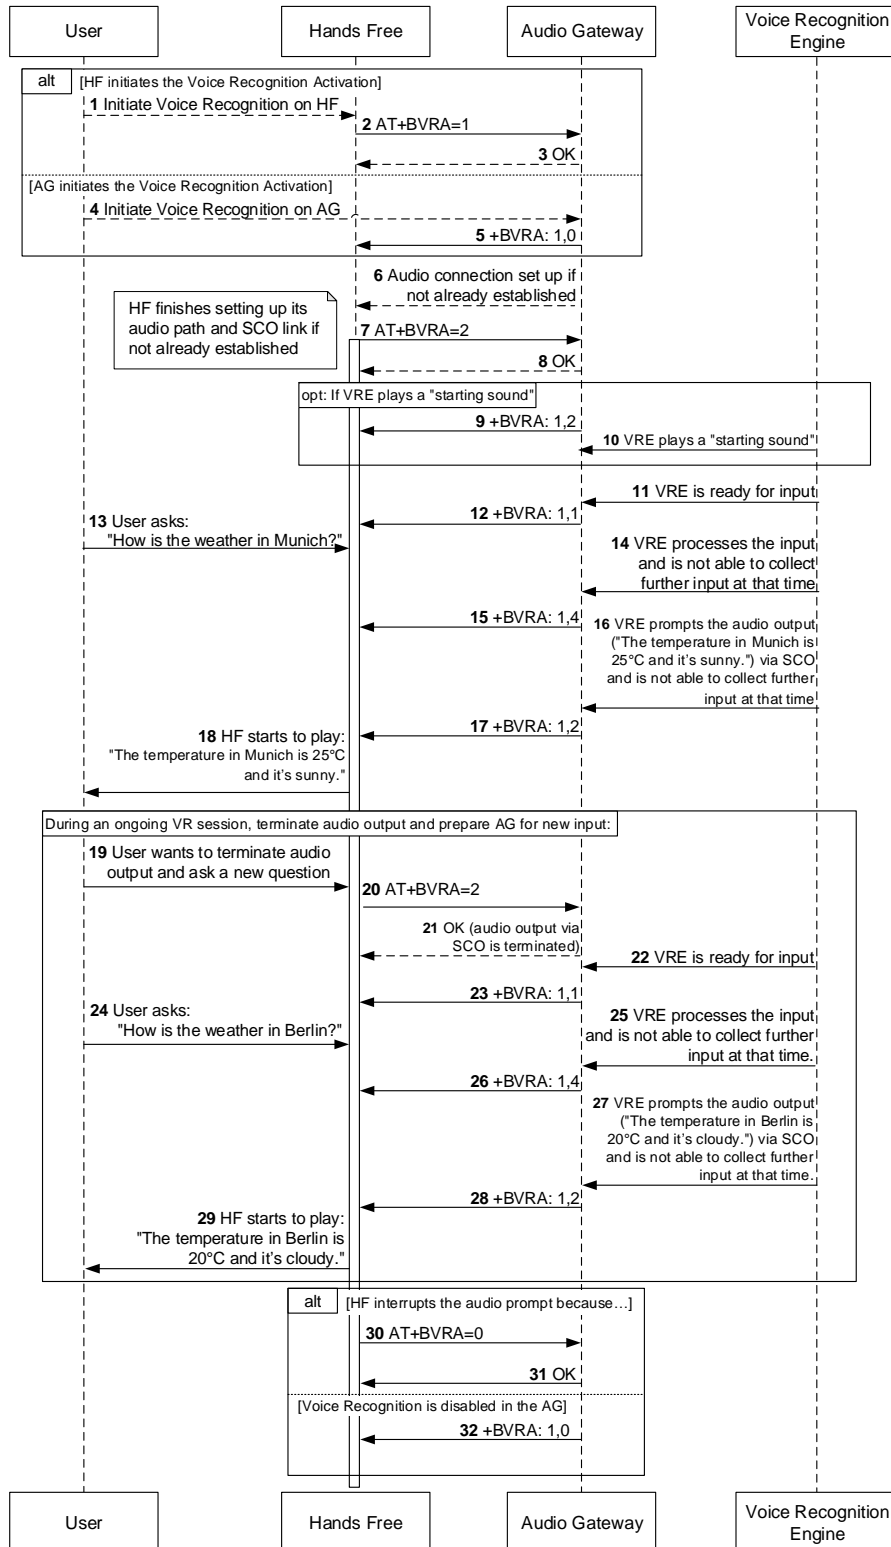 User
Hands Free
Audio Gateway
Voice Recognition
Engine
alt
[HF initiates the Voice Recognition Activation]
1 Initiate Voice Recognition on HF
2 AT+BVRA=1
3 OK
[AG initiates the Voice Recognition Activation]
4 Initiate Voice Recognition on AG
5 +BVRA: 1,0
6 Audio connection set up if
not already established
HF finishes setting up its
audio path and SCO link if
not already established
7 AT+BVRA=2
8 OK
opt: If VRE plays a "starting sound"
9 +BVRA: 1,2
10 VRE plays a "starting sound"
11 VRE is ready for input
12 +BVRA: 1,1
13 User asks:
"How is the weather in Munich?"
14 VRE processes the input
and is not able to collect
further input at that time
15 +BVRA: 1,4
16 VRE prompts the audio output
("The temperature in Munich is
25°C and it's sunny.") via SCO
and is not able to collect further
input at that time
17 +BVRA: 1,2
18 HF starts to play:
"The temperature in Munich is 25°C
and it's sunny."
During an ongoing VR session, terminate audio output and prepare AG for new input:
19 User wants to terminate audio
output and ask a new question
20 AT+BVRA=2
21 OK (audio output via
SCO is terminated)
22 VRE is ready for input
23 +BVRA: 1,1
24 User asks:
"How is the weather in Berlin?"
25 VRE processes the input
and is not able to collect further
input at that time.
26 +BVRA: 1,4
27 VRE prompts the audio output
("The temperature in Berlin is
20°C and it's cloudy.") via SCO
and is not able to collect further
input at that time.
28 +BVRA: 1,2
29 HF starts to play:
"The temperature in Berlin is
20°C and it's cloudy."
alt
[HF interrupts the audio prompt because…]
30 AT+BVRA=0
31 OK
[Voice Recognition is disabled in the AG]
32 +BVRA: 1,0
User
Hands Free
Audio Gateway
Voice Recognition
Engine